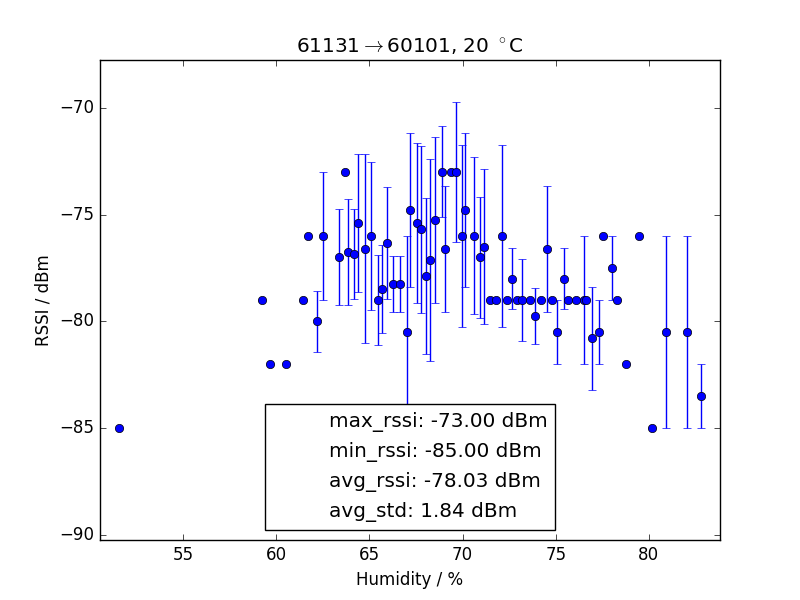 61131→60101, 20 °C
−70
−75
−80
−85
−90
RSSI / dBm
max_rssi: -73.00 dBm
min_rssi: -85.00 dBm
avg_rssi: -78.03 dBm
avg_std: 1.84 dBm
55 60 65 70 75 80
Humidity / %